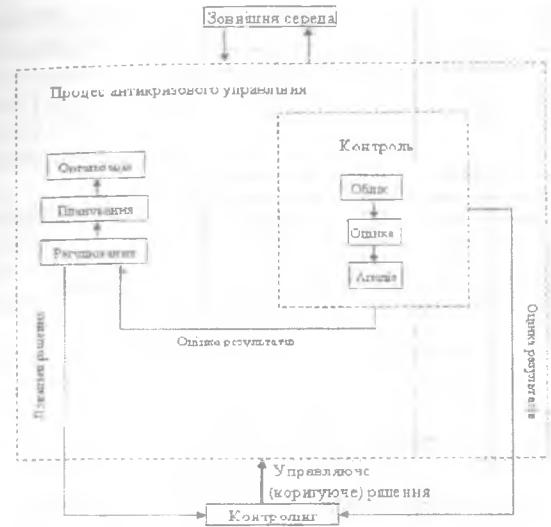 Зовнішня середа
Процес антикризового управління
Контроль
Організація
Облік
Планування
Оцінка
Регулювання
Аналіз
Оцінка результатів
рішення
Оцінка результатів
Управляюче
(коригуюче) рішення
Контролінг